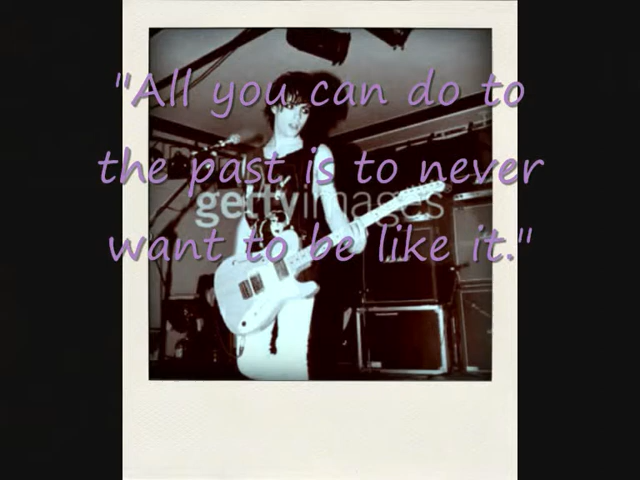 "All you can do to
the past is to never
gettyimages
want to be like it."